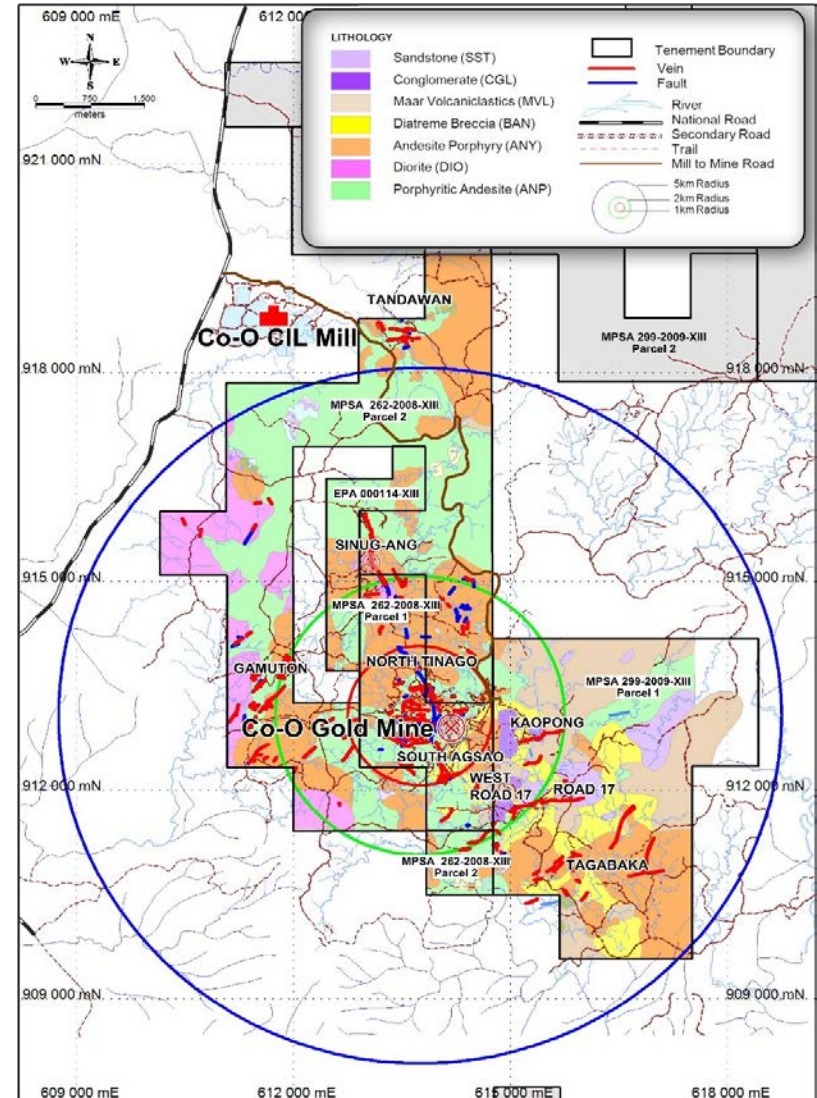 609 000 mE
612 000
N
W
E
S
0 750 1,500
meters
LITHOLOGY
Sandstone (SST)
Conglomerate (CGL)
Maar Volcaniclastics (MVL)
Diatreme Breccia (BAN)
Andesite Porphyry (ANY)
Diorite (DIO)
Porphyritic Andesite (ANP)
Tenement Boundary
Vein
Fault
River
National Road
Secondary Road
Trail
Mill to Mine Road
5km Radius
2km Radius
1km Radius
921 000 mN
TANDAWAN
Co-O CIL Mill
MPSA 299-2009-XIII
Parcel 2
918 000 mN
918 000 mN
MPSA 262-2008-XIII
Parcel 2
EPA 000114-XIII
SINUG-ANG
915 000 mN
915 000 mN
MPSA 262-2008-XIII
Parcel 1
NORTH TINAGO
GAMUTON
MPSA 299-2009-XIII
Parcel 1
Co-O Gold Mine
KAOPONG
SOUTH AGSAO
WEST
ROAD 17
ROAD 17
912 000 mN
912 000 mN
MPSA 262-2008-XIII
Parcel 2
TAGABAKA
909 000 mN
909 000 mN
609 000 mE
612 000 mE
615 000 mE
618 000 mE